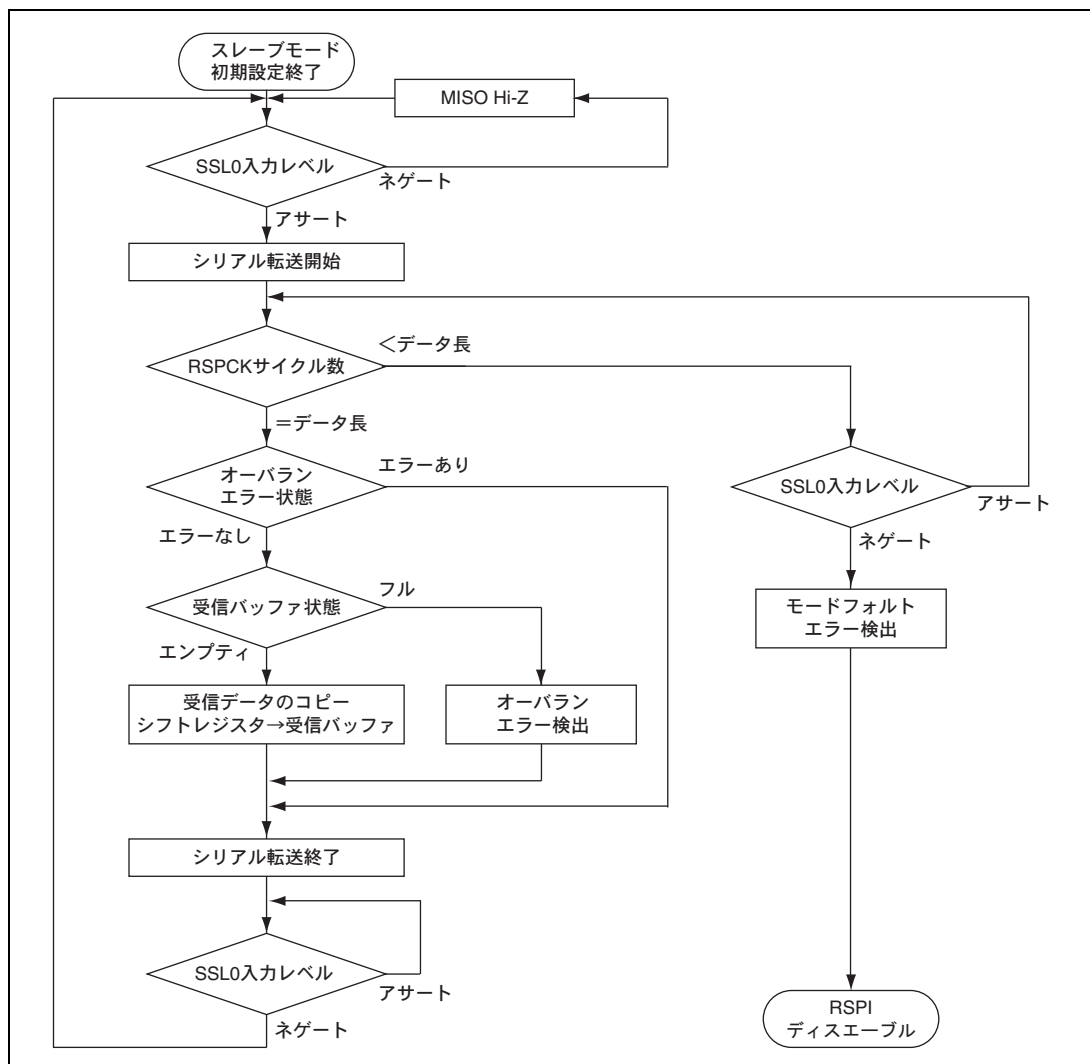 スレーブモード
初期設定終了
MISO Hi-Z
SSL0入力レベル
ネゲート
アサート
シリアル転送開始
RSPCKサイクル数
＜データ長
＝データ長
オーバラン
エラー状態
エラーあり
エラーなし
SSL0入力レベル
アサート
ネゲート
受信バッファ状態
フル
エンプティ
モードフォルト
エラー検出
受信データのコピー
シフトレジスタ→受信バッファ
オーバラン
エラー検出
シリアル転送終了
SSL0入力レベル
アサート
ネゲート
RSPI
ディスエーブル